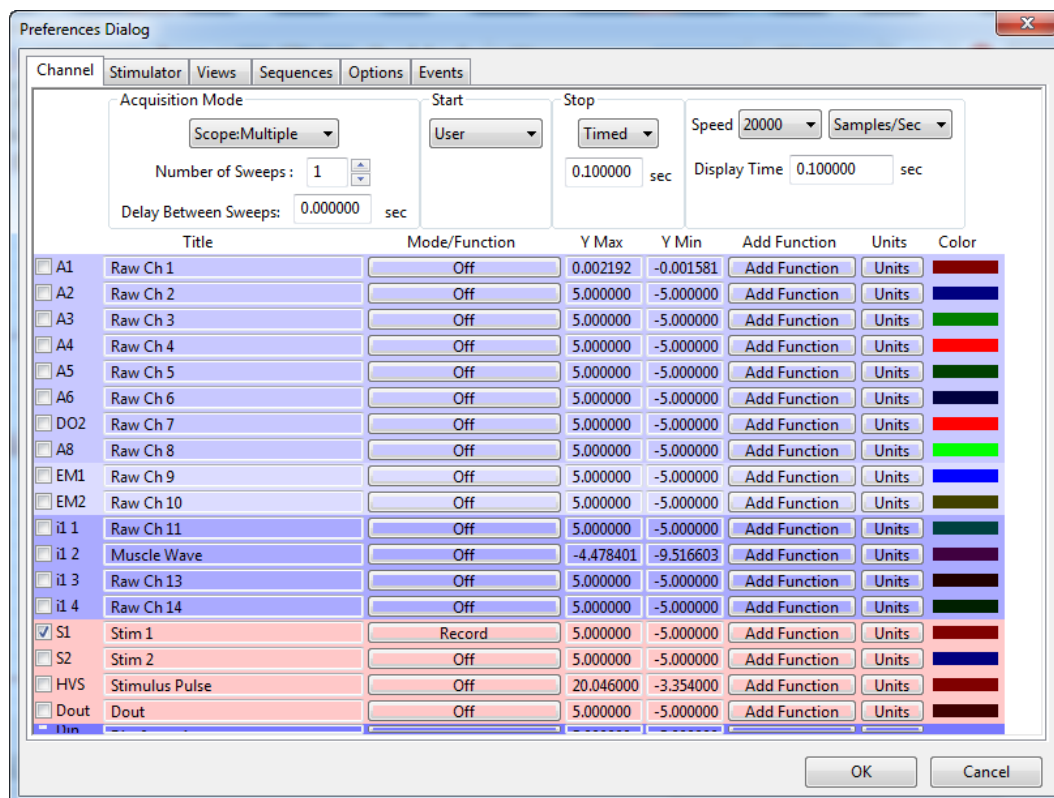 Preferences Dialog
Channel Stimulator Views Sequences Options Events
Acquisition Mode Start Stop
Scope:Multiple User Timed Speed 20000 Samples/Sec
Number of Sweeps : 1 0.100000 sec Display Time 0.100000 sec
Delay Between Sweeps: 0.000000 sec
Title Mode/Function Y Max Y Min Add Function Units Color
A1 Raw Ch 1 Off 0.002192 -0.001581 Add Function Units
A2 Raw Ch 2 Off 5.000000 -5.000000 Add Function Units
A3 Raw Ch 3 Off 5.000000 -5.000000 Add Function Units
A4 Raw Ch 4 Off 5.000000 -5.000000 Add Function Units
A5 Raw Ch 5 Off 5.000000 -5.000000 Add Function Units
A6 Raw Ch 6 Off 5.000000 -5.000000 Add Function Units
DO2 Raw Ch 7 Off 5.000000 -5.000000 Add Function Units
A8 Raw Ch 8 Off 5.000000 -5.000000 Add Function Units
EM1 Raw Ch 9 Off 5.000000 -5.000000 Add Function Units
EM2 Raw Ch 10 Off 5.000000 -5.000000 Add Function Units
i1 1 Raw Ch 11 Off 5.000000 -5.000000 Add Function Units
i1 2 Muscle Wave Off -4.478401 -9.516603 Add Function Units
i1 3 Raw Ch 13 Off 5.000000 -5.000000 Add Function Units
i1 4 Raw Ch 14 Off 5.000000 -5.000000 Add Function Units
S1 Stim 1 Record 5.000000 -5.000000 Add Function Units
S2 Stim 2 Off 5.000000 -5.000000 Add Function Units
HVS Stimulus Pulse Off 20.046000 -3.354000 Add Function Units
Dout Dout Off 5.000000 -5.000000 Add Function Units
Din
OK Cancel